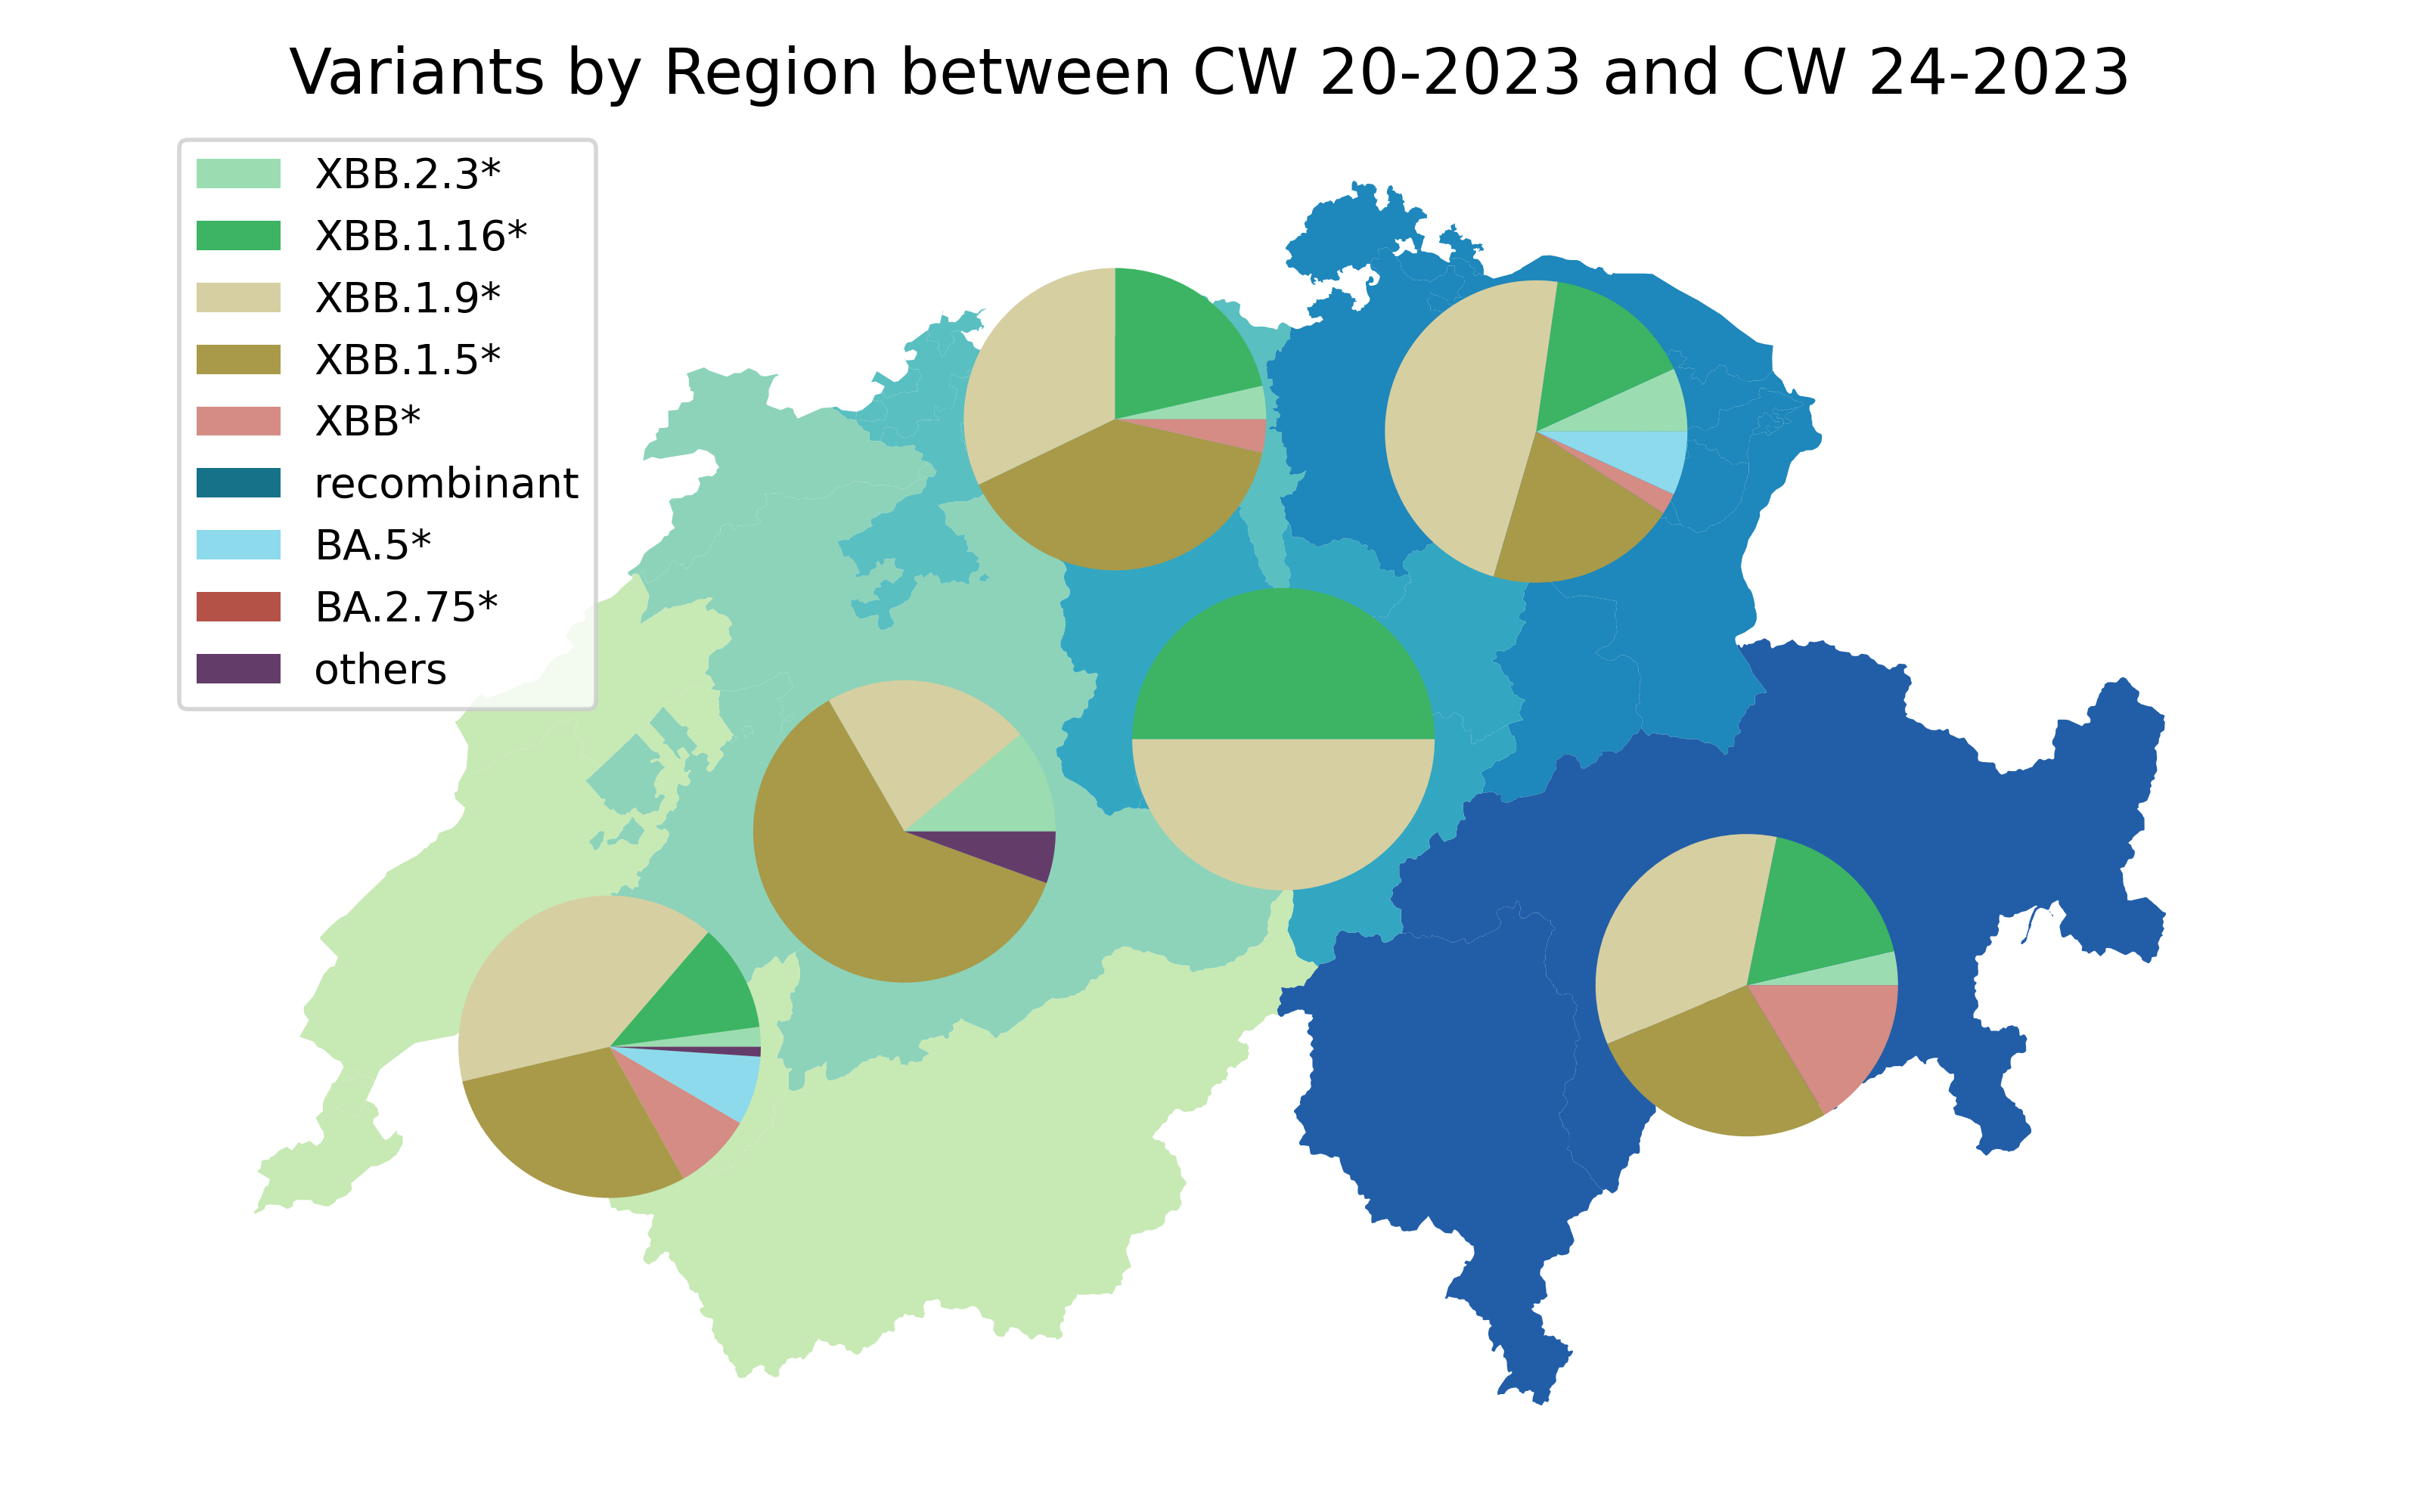 Variants by Region between CW 20-2023 and CW 24-2023
XBB.2.3*
XBB.1.16*
XBB.1.9*
XBB.1.5*
XBB*
recombinant
BA.5*
BA.2.75*
others